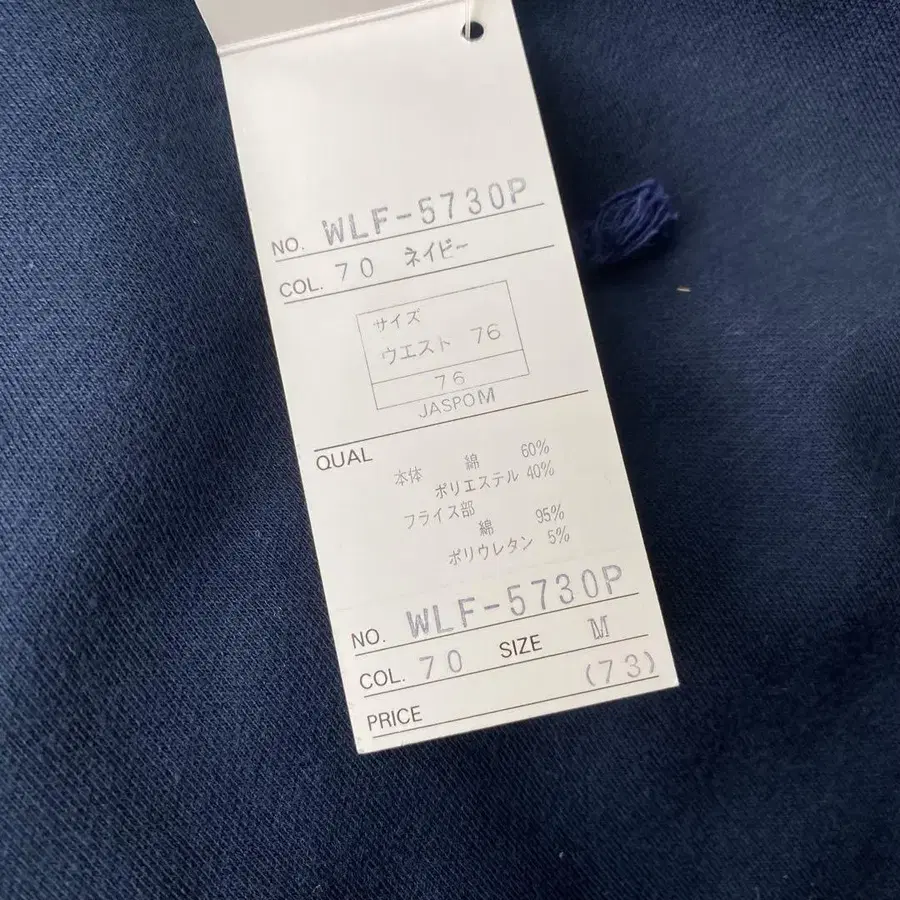 NO. WLF-5730P
COL. 70 ネイビー
サイズ
ウエスト 76
76
JASPOM
QUAL
本体 綿 60%
ポリエステル 40%
フライス部
綿 95%
ポリウレタン 5%
NO. WLF-5730P
COL. 70 SIZE M
(73)
PRICE